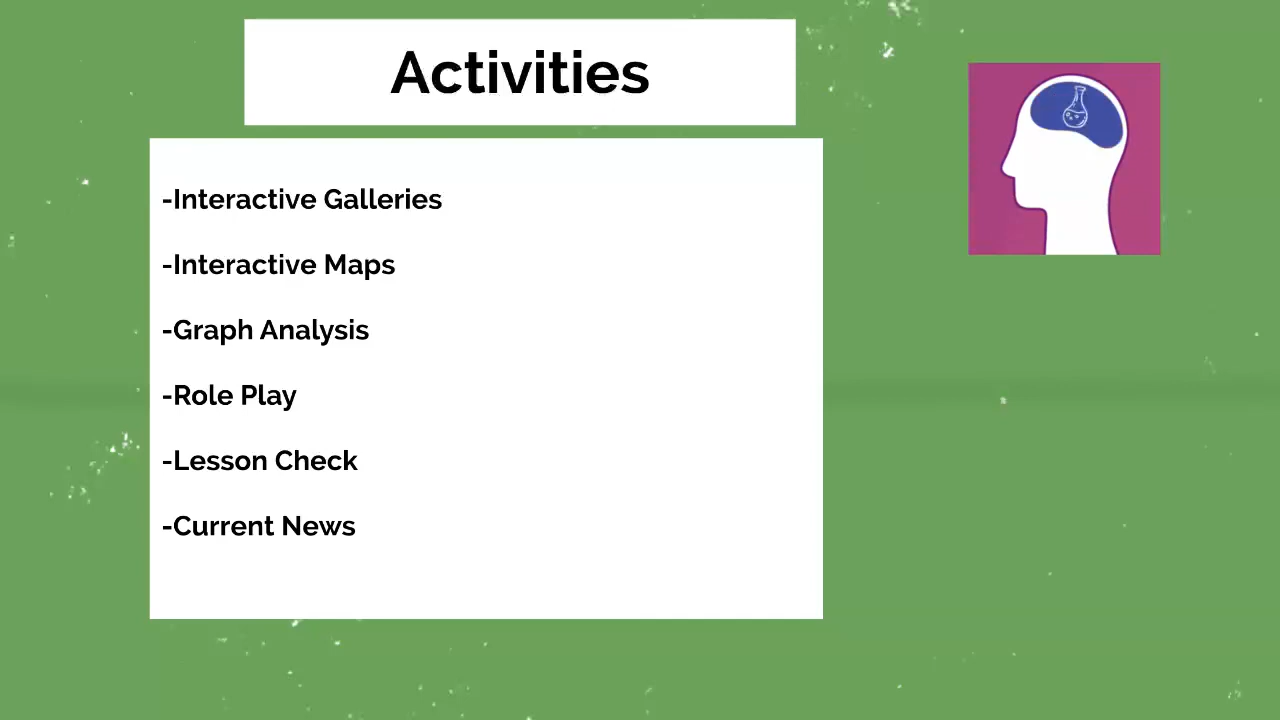 Activities
-Interactive Galleries
-Interactive Maps
-Graph Analysis
-Role Play
-Lesson Check
-Current News